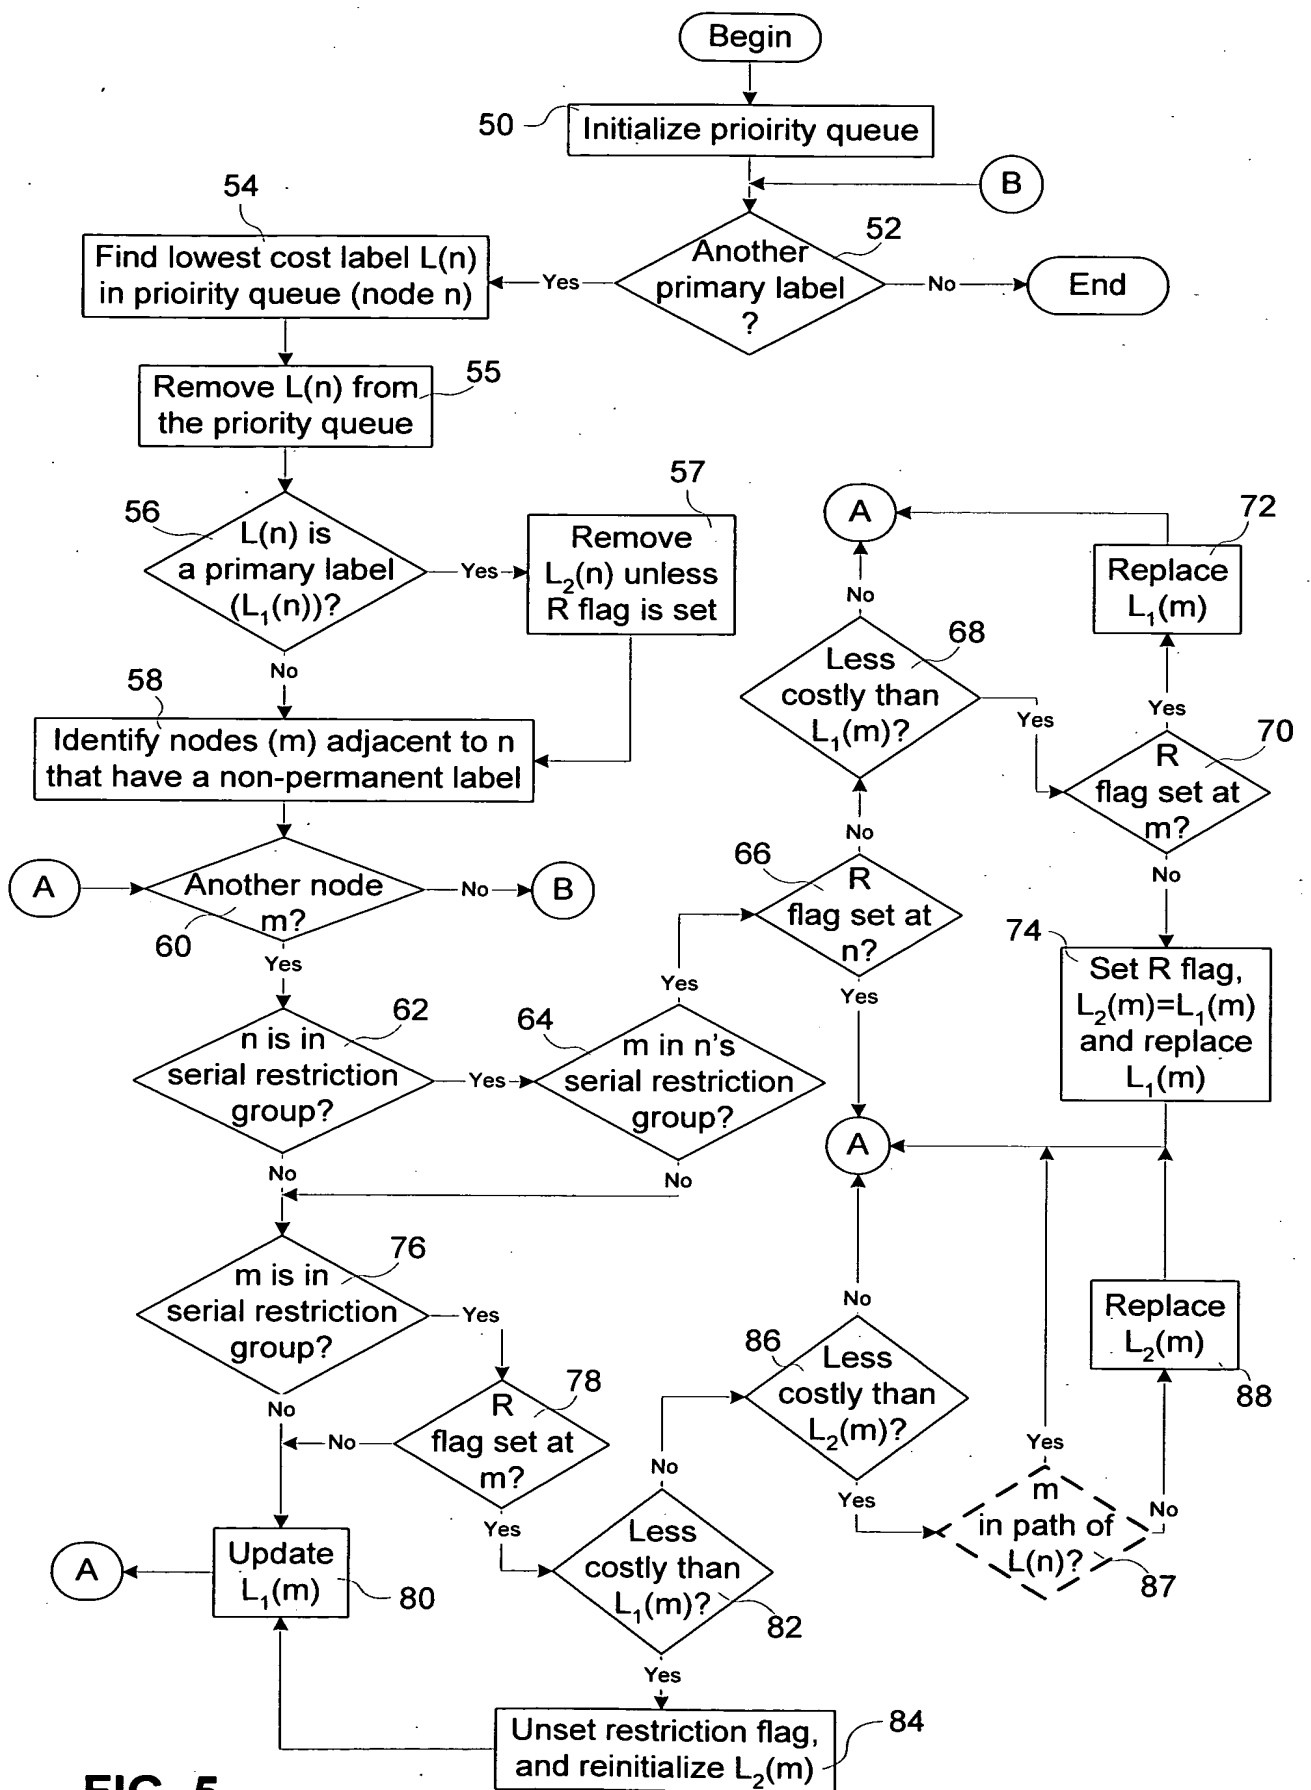 Begin
50
Initialize prioirity queue
B
54
52
Find lowest cost label L(n)
in prioirity queue (node n)
Yes
Another
primary label
?
No
End
55
Remove L(n) from
the priority queue
56
L(n) is
a primary label
(L₁(n))?
Yes
57
Remove
L₂(n) unless
R flag is set
No
58
Identify nodes (m) adjacent to n
that have a non-permanent label
A
Another node
m?
60
No
B
Yes
62
n is in
serial restriction
group?
Yes
No
64
m in n's
serial restriction
group?
Yes
No
66
R
flag set at
n?
No
Yes
68
Less
costly than
L₁(m)?
No
Yes
A
72
Replace
L₁(m)
Yes
70
R
flag set at
m?
No
74
Set R flag,
L₂(m)=L₁(m)
and replace
L₁(m)
A
76
m is in
serial restriction
group?
Yes
No
78
R
flag set at
m?
No
Yes
A
Update
L₁(m)
80
82
Less
costly than
L₁(m)?
No
Yes
86
Less
costly than
L₂(m)?
No
Yes
m
in path of
L(n)?
87
Yes
No
Replace
L₂(m)
88
Unset restriction flag,
and reinitialize L₂(m)
84
FIG. 5